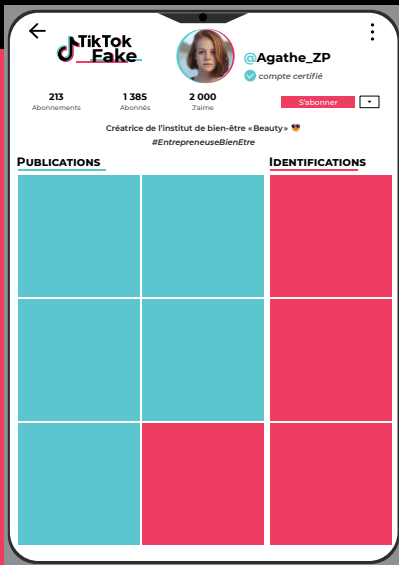 TikTok
Fake
@Agathe_ZP
compte certifié
213
Abonnements
1 385
Abonnés
2 000
J'aime
S'abonner
Créatrice de l'institut de bien-être «Beauty» 😎
#EntrepreneuseBienEtre
PUBLICATIONS
IDENTIFICATIONS